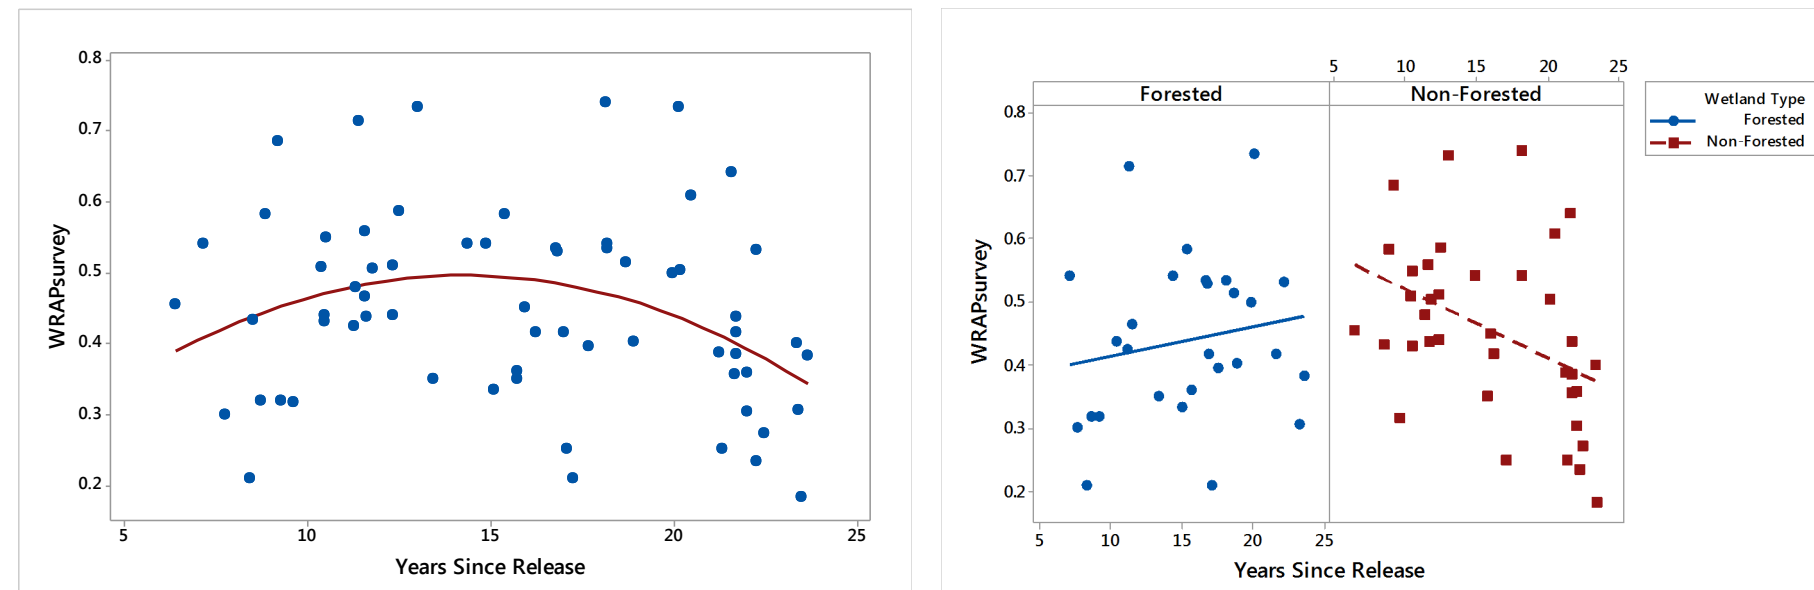 0.8
0.7
0.6
0.5
0.4
0.3
0.2
WRAPsurvey
5 10 15 20 25
Years Since Release
5 10 15 20 25
Forested Non-Forested
0.8
0.7
0.6
0.5
0.4
0.3
0.2
WRAPsurvey
5 10 15 20 25
Years Since Release
Wetland Type
Forested
Non-Forested